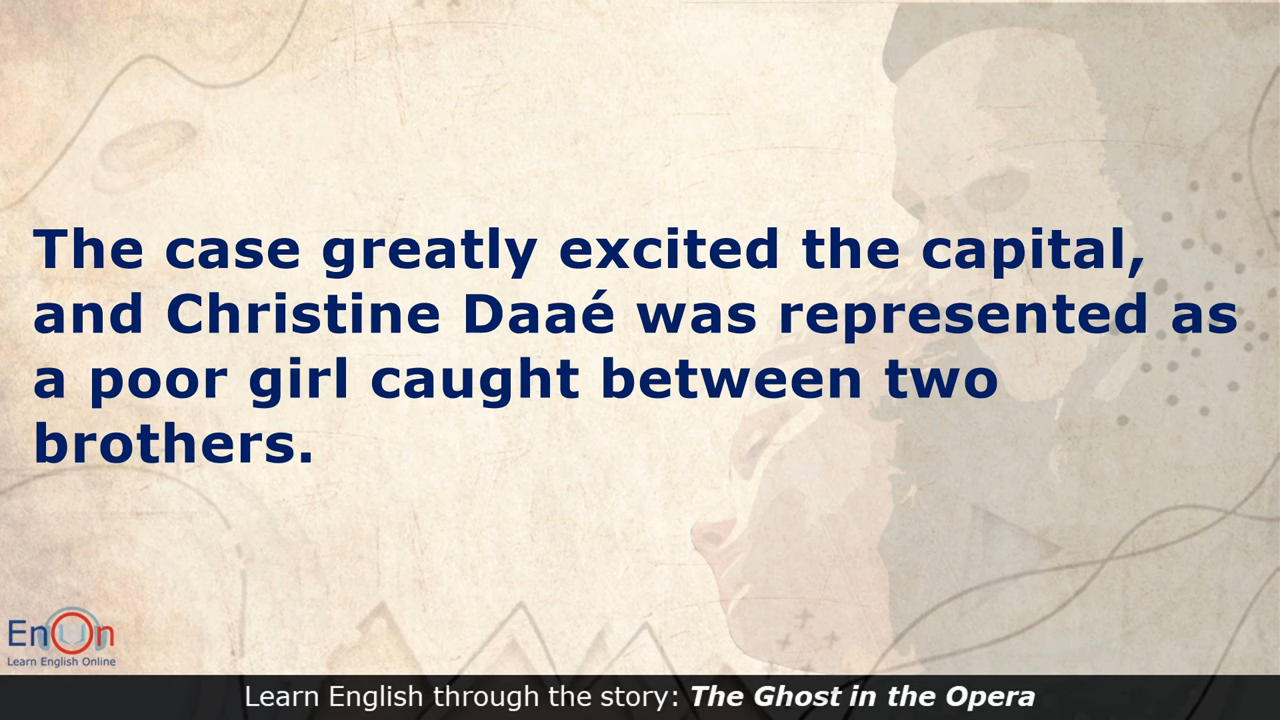 The case greatly excited the capital,
and Christine Daaé was represented as
a poor girl caught between two
brothers.
EnOn
Learn English Online
Learn English through the story: The Ghost in the Opera